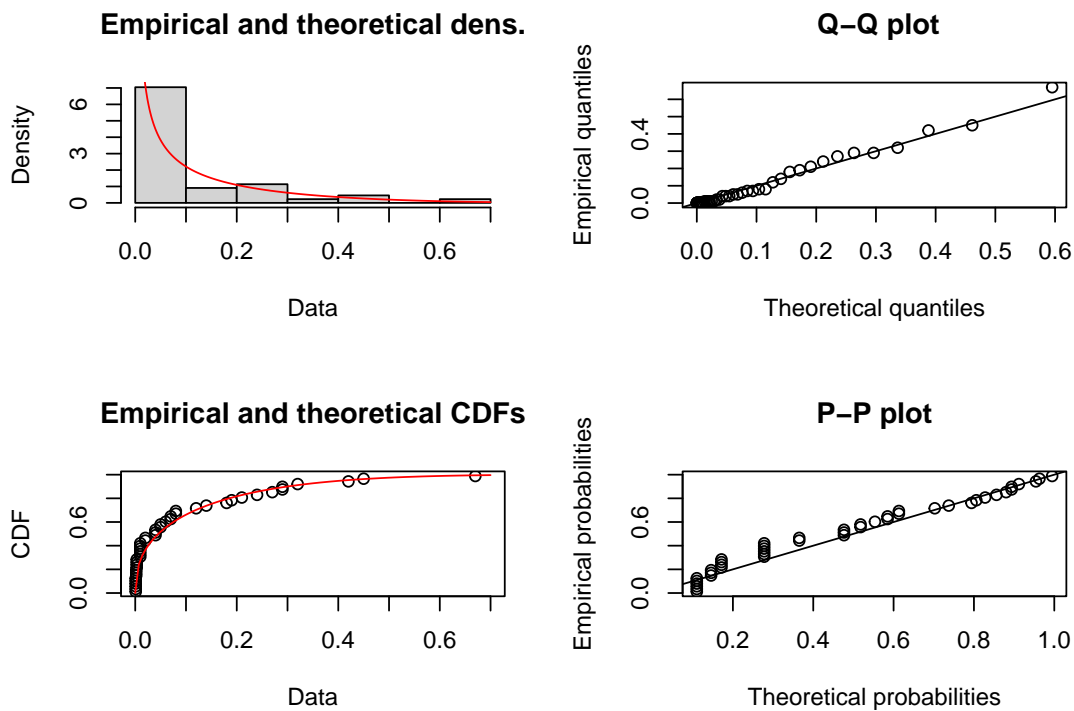 Empirical and theoretical dens.
Density
0
3
6
0.0 0.2 0.4 0.6
Data
Q−Q plot
Empirical quantiles
0.0
0.4
0.0 0.1 0.2 0.3 0.4 0.5 0.6
Theoretical quantiles
Empirical and theoretical CDFs
CDF
0.0
0.6
0.0 0.2 0.4 0.6
Data
P−P plot
Empirical probabilities
0.0
0.6
0.2 0.4 0.6 0.8 1.0
Theoretical probabilities